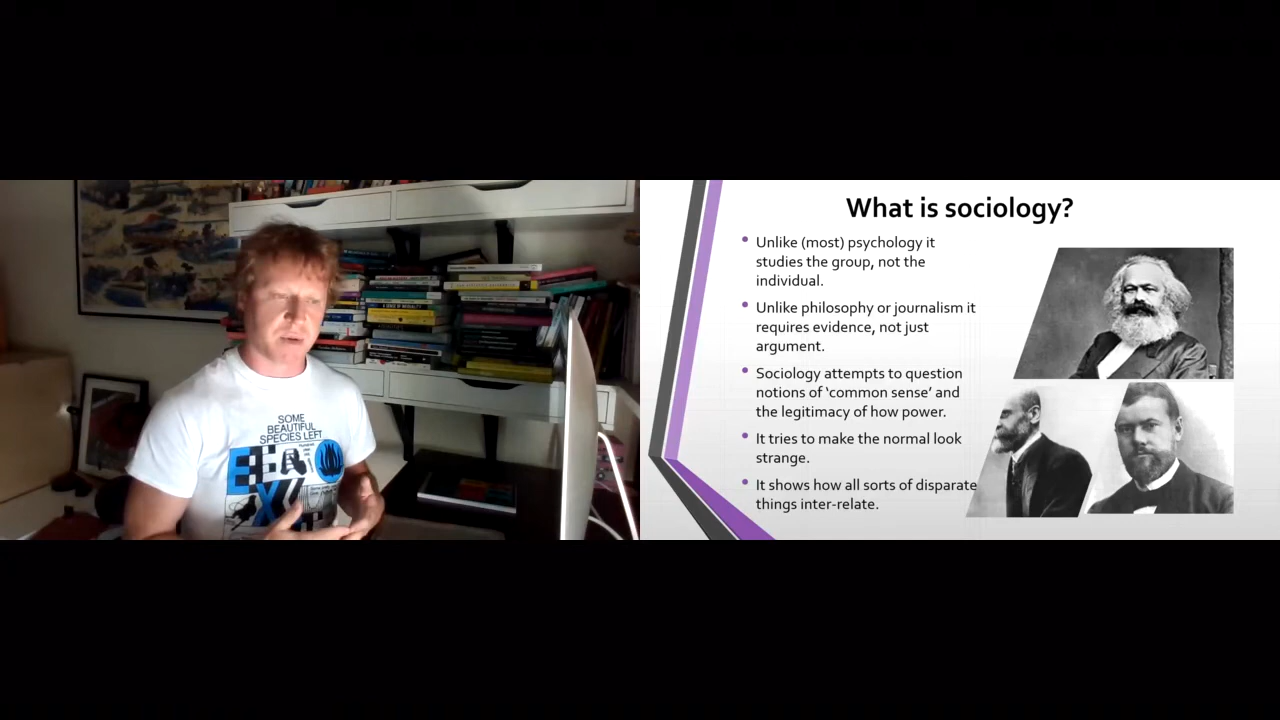 SOME
BEAUTIFUL
SPECIES LEFT
What is sociology?
Unlike (most) psychology it
studies the group, not the
individual.
Unlike philosophy or journalism it
requires evidence, not just
argument.
Sociology attempts to question
notions of ‘common sense’ and
the legitimacy of how power.
It tries to make the normal look
strange.
It shows how all sorts of disparate
things inter-relate.